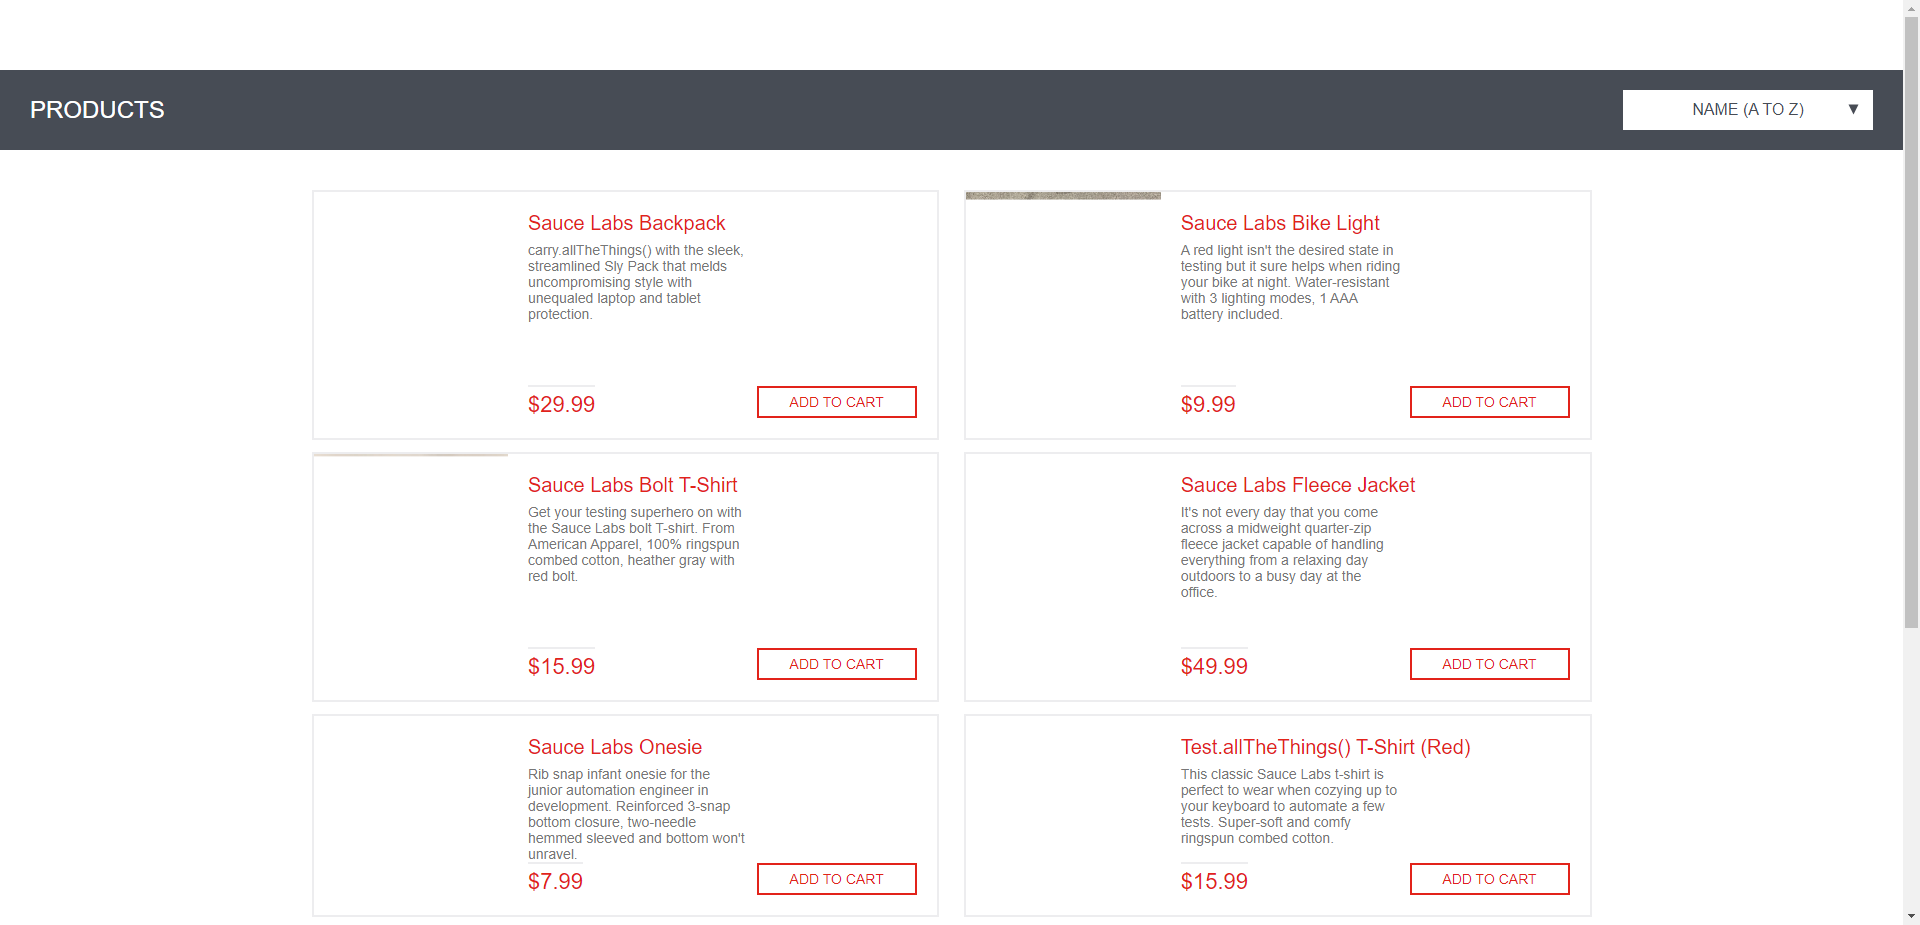 PRODUCTS
NAME (A TO Z)
Sauce Labs Backpack
carry.allTheThings() with the sleek,
streamlined Sly Pack that melds
uncompromising style with
unequaled laptop and tablet
protection.
$29.99
ADD TO CART
Sauce Labs Bike Light
A red light isn't the desired state in
testing but it sure helps when riding
your bike at night. Water-resistant
with 3 lighting modes, 1 AAA
battery included.
$9.99
ADD TO CART
Sauce Labs Bolt T-Shirt
Get your testing superhero on with
the Sauce Labs bolt T-shirt. From
American Apparel, 100% ringspun
combed cotton, heather gray with
red bolt.
$15.99
ADD TO CART
Sauce Labs Fleece Jacket
It's not every day that you come
across a midweight quarter-zip
fleece jacket capable of handling
everything from a relaxing day
outdoors to a busy day at the
office.
$49.99
ADD TO CART
Sauce Labs Onesie
Rib snap infant onesie for the
junior automation engineer in
development. Reinforced 3-snap
bottom closure, two-needle
hemmed sleeved and bottom won't
unravel.
$7.99
ADD TO CART
Test.allTheThings() T-Shirt (Red)
This classic Sauce Labs t-shirt is
perfect to wear when cozying up to
your keyboard to automate a few
tests. Super-soft and comfy
ringspun combed cotton.
$15.99
ADD TO CART